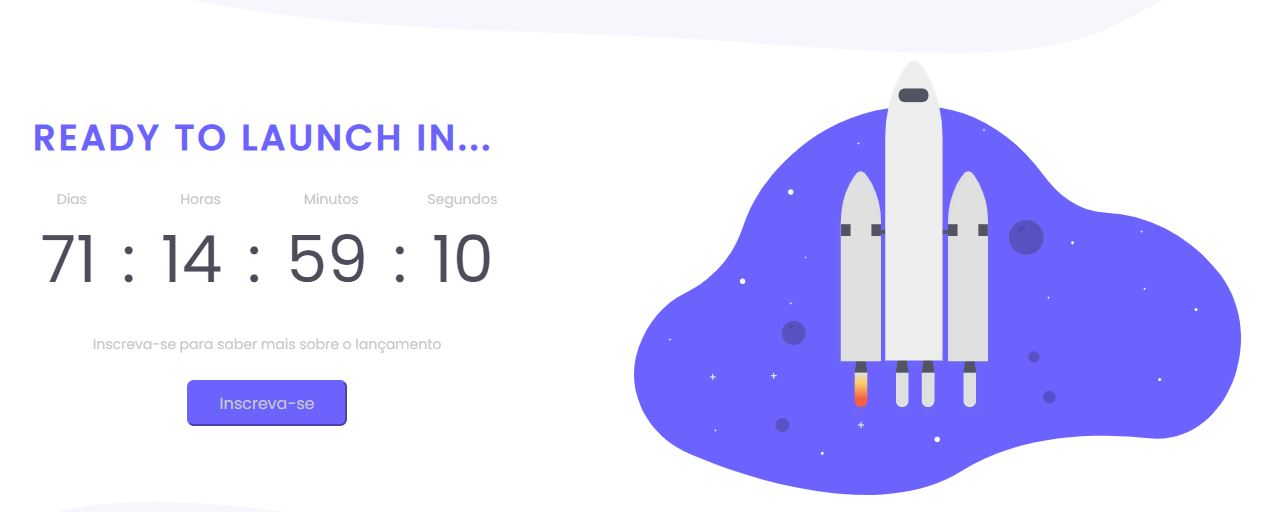 READY TO LAUNCH IN...
Dias Horas Minutos Segundos
71 : 14 : 59 : 10
Inscreva-se para saber mais sobre o lançamento
Inscreva-se